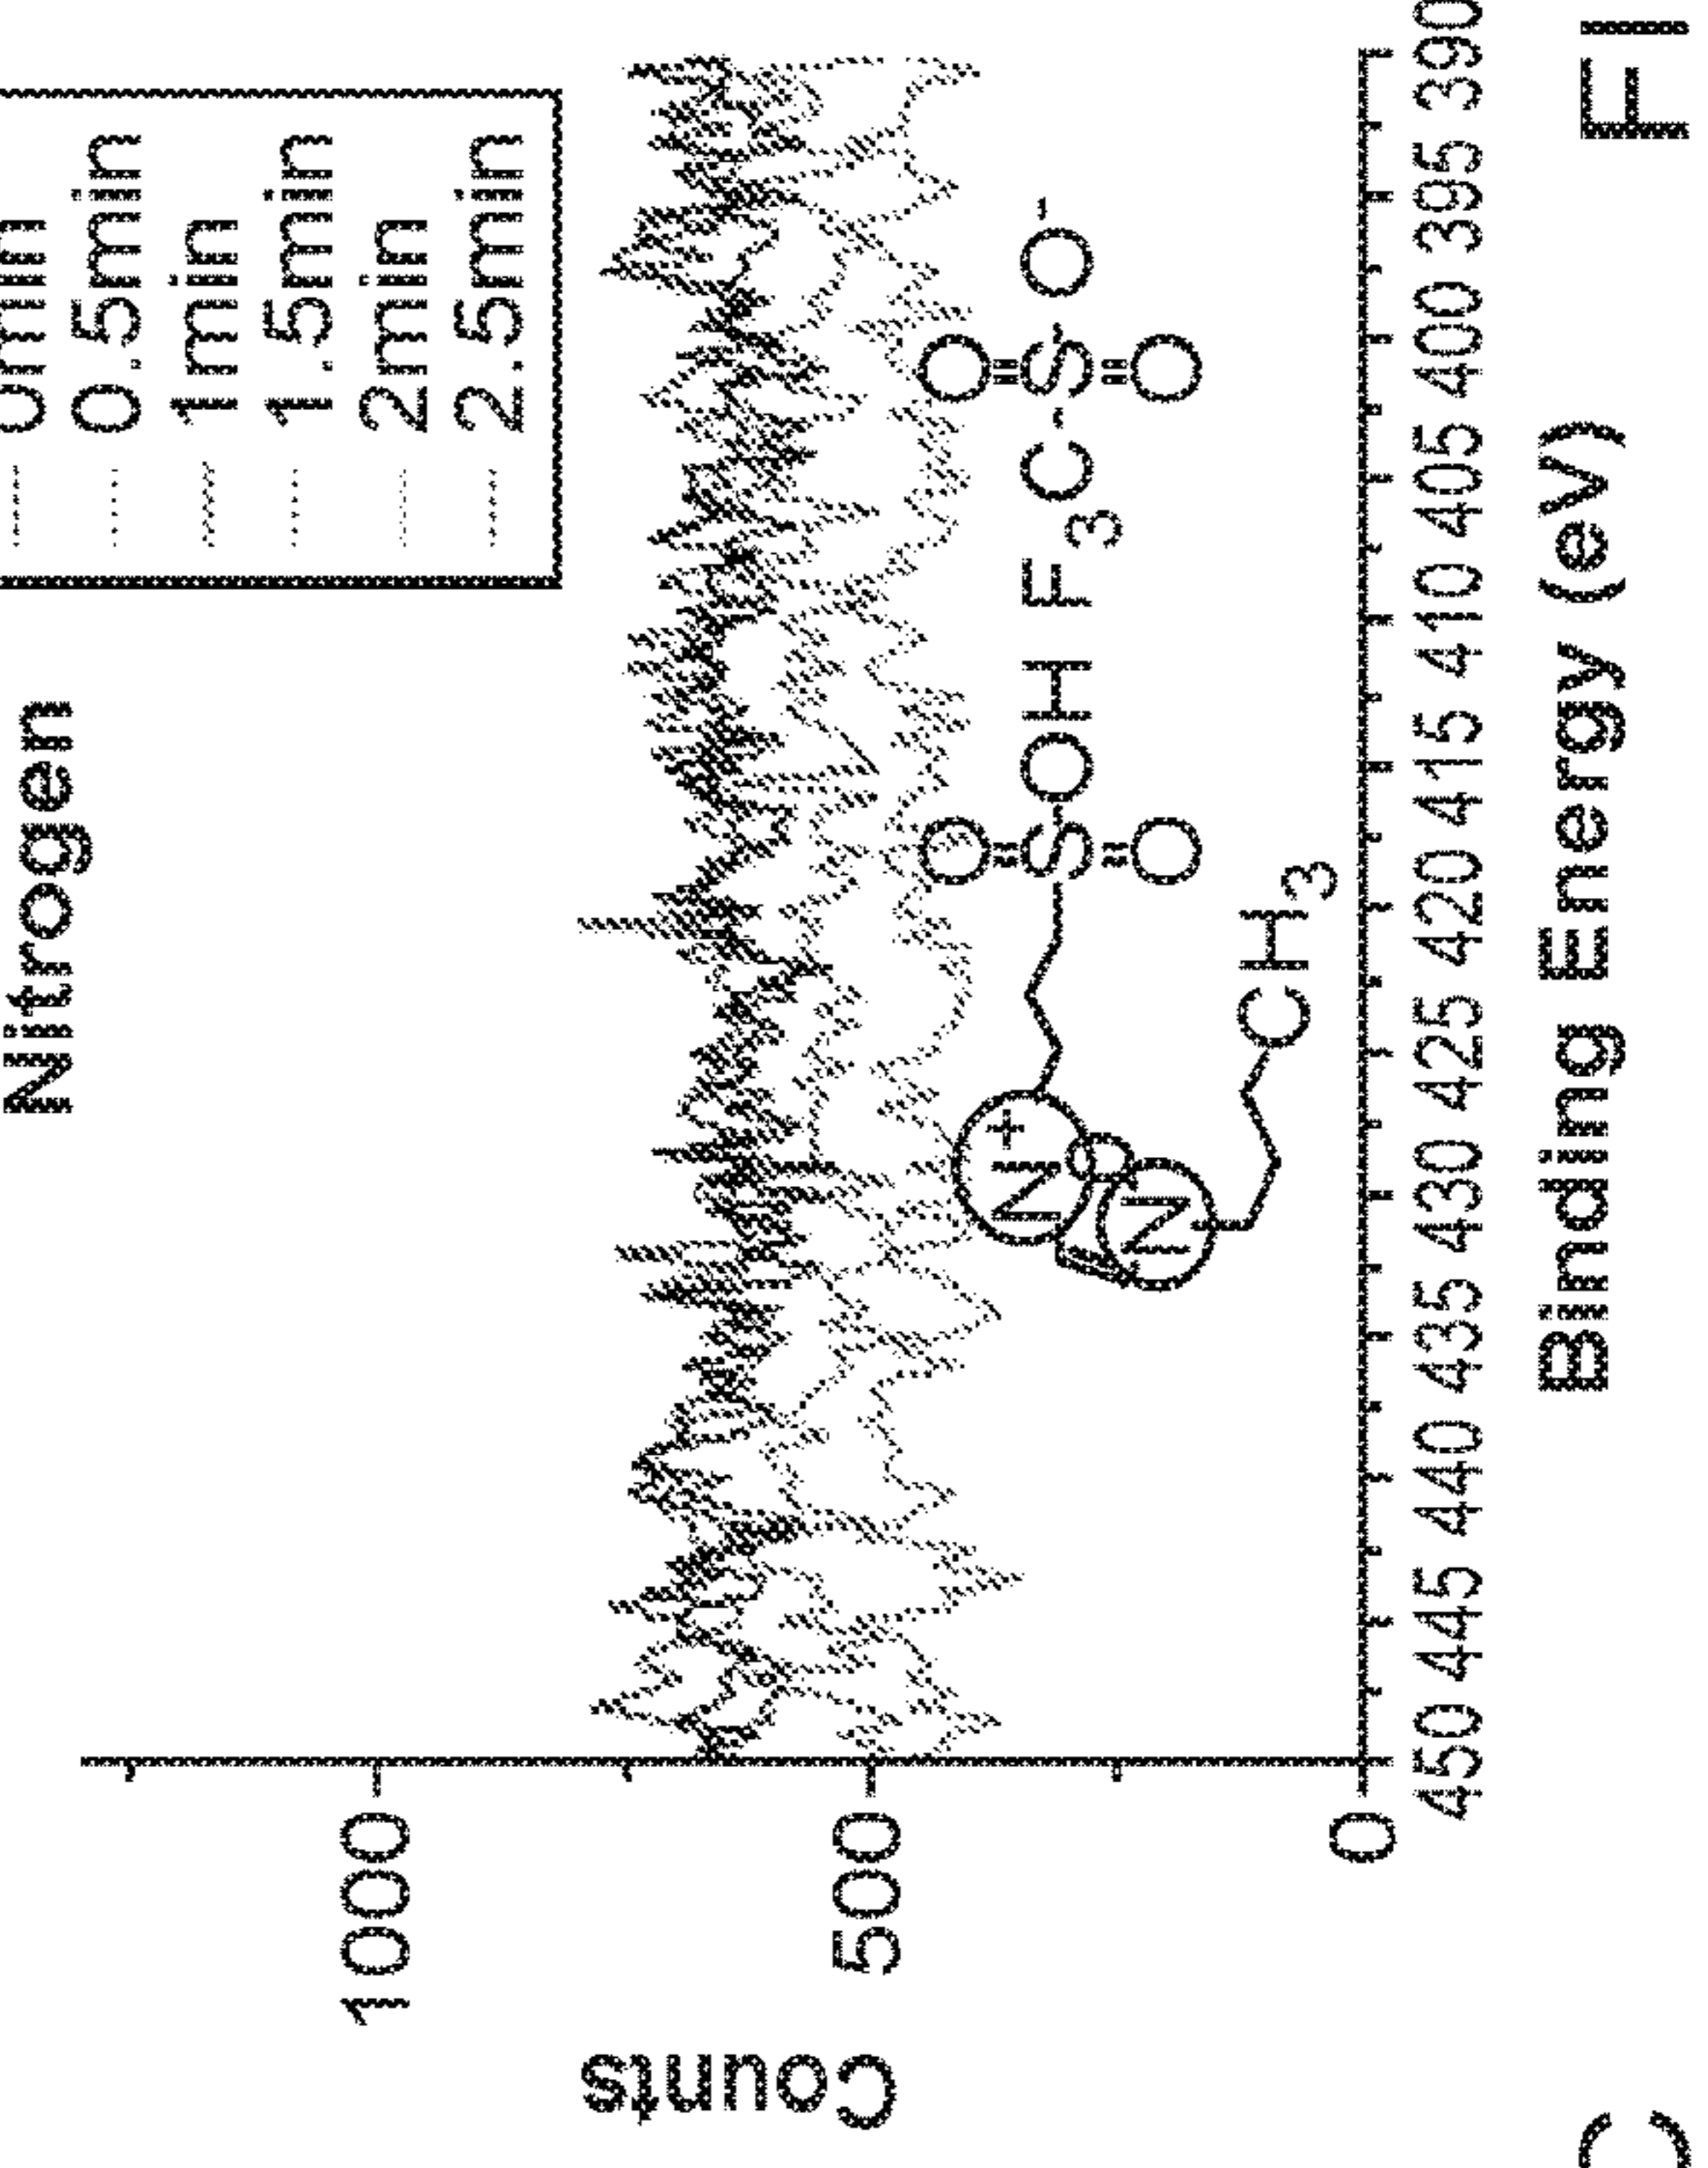 Nitrogen
0min
0.5min
1min
1.5min
2min
2.5min
Counts
1000
500
0
N+
N
CH3
O
S-OH
O
O
F3C-S-O-
O
450 445 440 435 430 425 420 415 410 405 400 395 390
Binding Energy (eV)